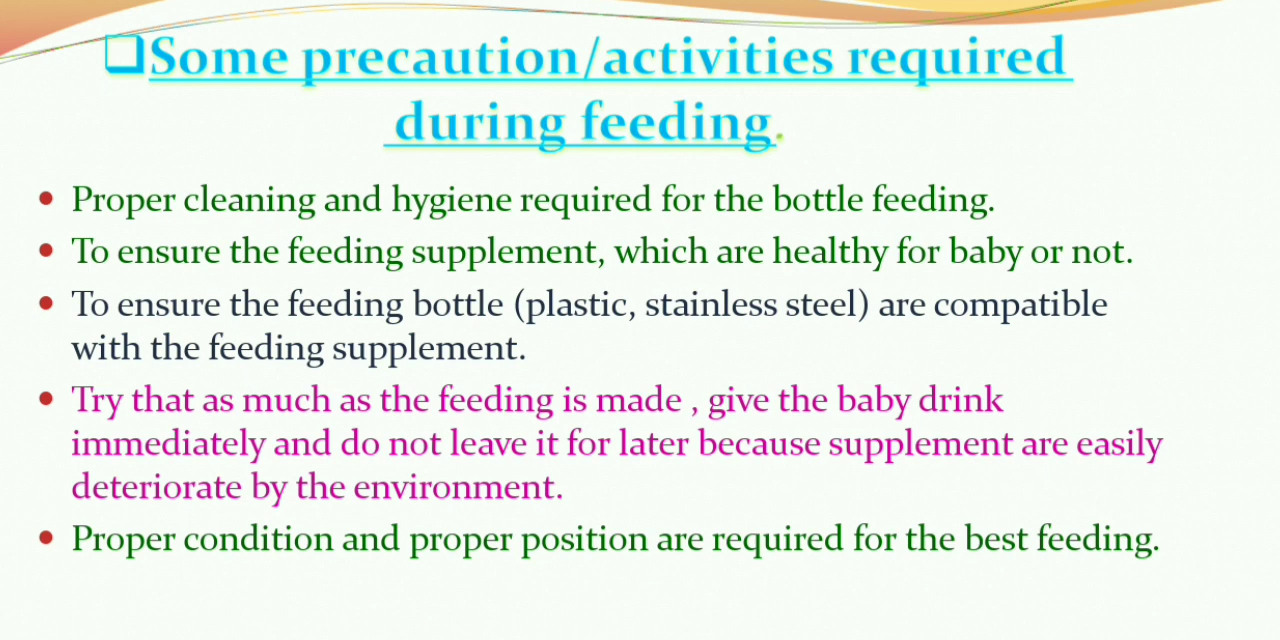 ❑Some precaution/activities required
during feeding.
• Proper cleaning and hygiene required for the bottle feeding.
• To ensure the feeding supplement, which are healthy for baby or not.
• To ensure the feeding bottle (plastic, stainless steel) are compatible
with the feeding supplement.
• Try that as much as the feeding is made , give the baby drink
immediately and do not leave it for later because supplement are easily
deteriorate by the environment.
• Proper condition and proper position are required for the best feeding.